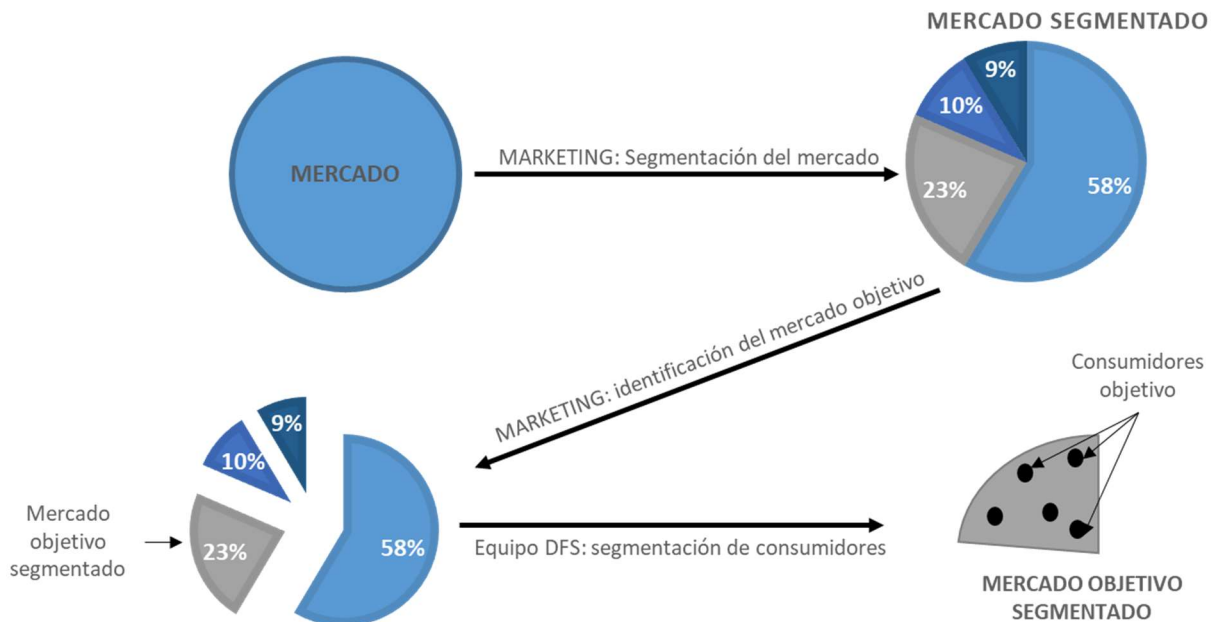 MERCADO SEGMENTADO
9%
10%
23%
58%
MERCADO
MARKETING: Segmentación del mercado
MARKETING: identificación del mercado objetivo
9%
10%
23%
58%
Mercado
objetivo
segmentado
Equipo DFS: segmentación de consumidores
Consumidores
objetivo
MERCADO OBJETIVO
SEGMENTADO